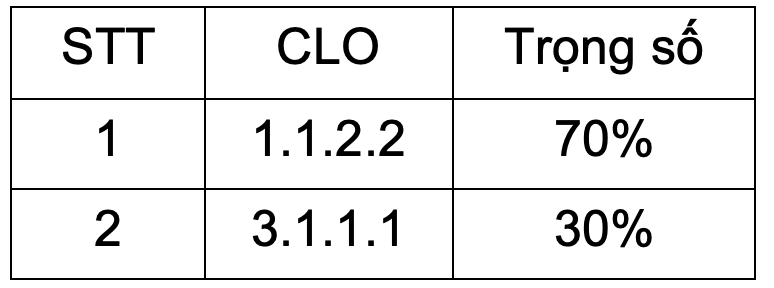 STT CLO Trọng số
1 1.1.2.2 70%
2 3.1.1.1 30%